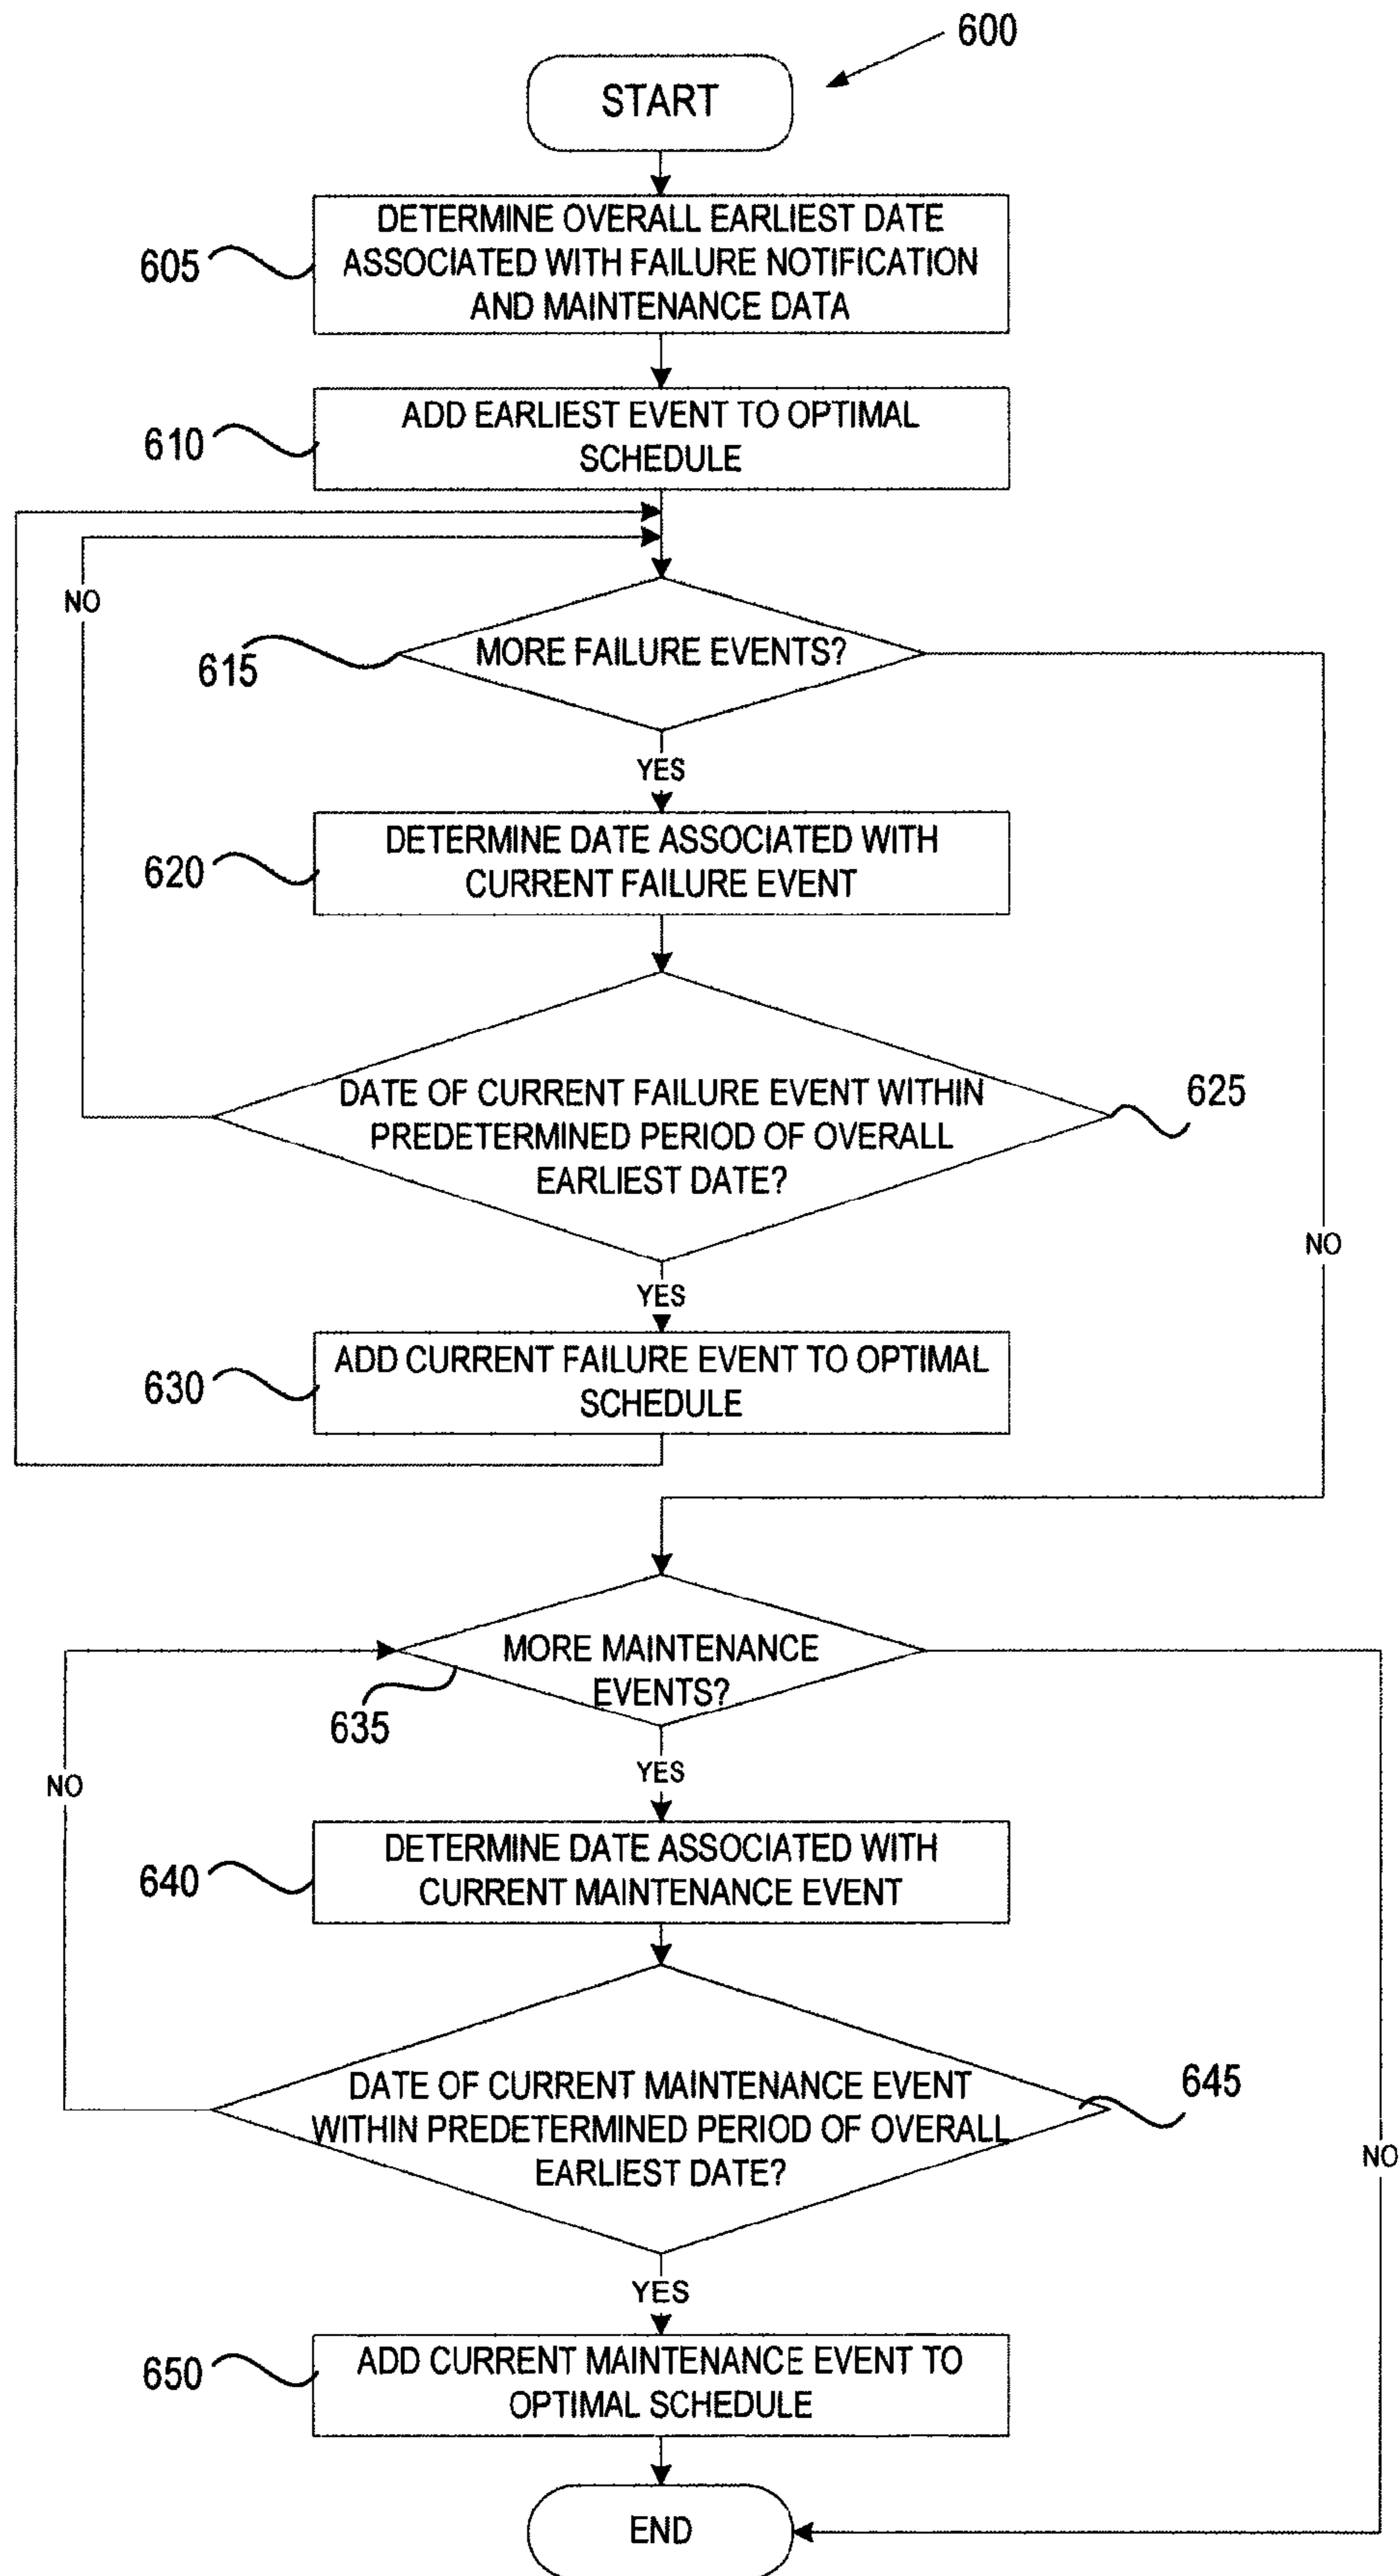 600
START
DETERMINE OVERALL EARLIEST DATE
ASSOCIATED WITH FAILURE NOTIFICATION
AND MAINTENANCE DATA
605
ADD EARLIEST EVENT TO OPTIMAL
SCHEDULE
610
NO
MORE FAILURE EVENTS?
615
YES
DETERMINE DATE ASSOCIATED WITH
CURRENT FAILURE EVENT
620
DATE OF CURRENT FAILURE EVENT WITHIN
PREDETERMINED PERIOD OF OVERALL
EARLIEST DATE?
625
NO
YES
ADD CURRENT FAILURE EVENT TO OPTIMAL
SCHEDULE
630
MORE MAINTENANCE
EVENTS?
635
YES
NO
DETERMINE DATE ASSOCIATED WITH
CURRENT MAINTENANCE EVENT
640
DATE OF CURRENT MAINTENANCE EVENT
WITHIN PREDETERMINED PERIOD OF OVERALL
EARLIEST DATE?
645
NO
YES
ADD CURRENT MAINTENANCE EVENT TO
OPTIMAL SCHEDULE
650
END